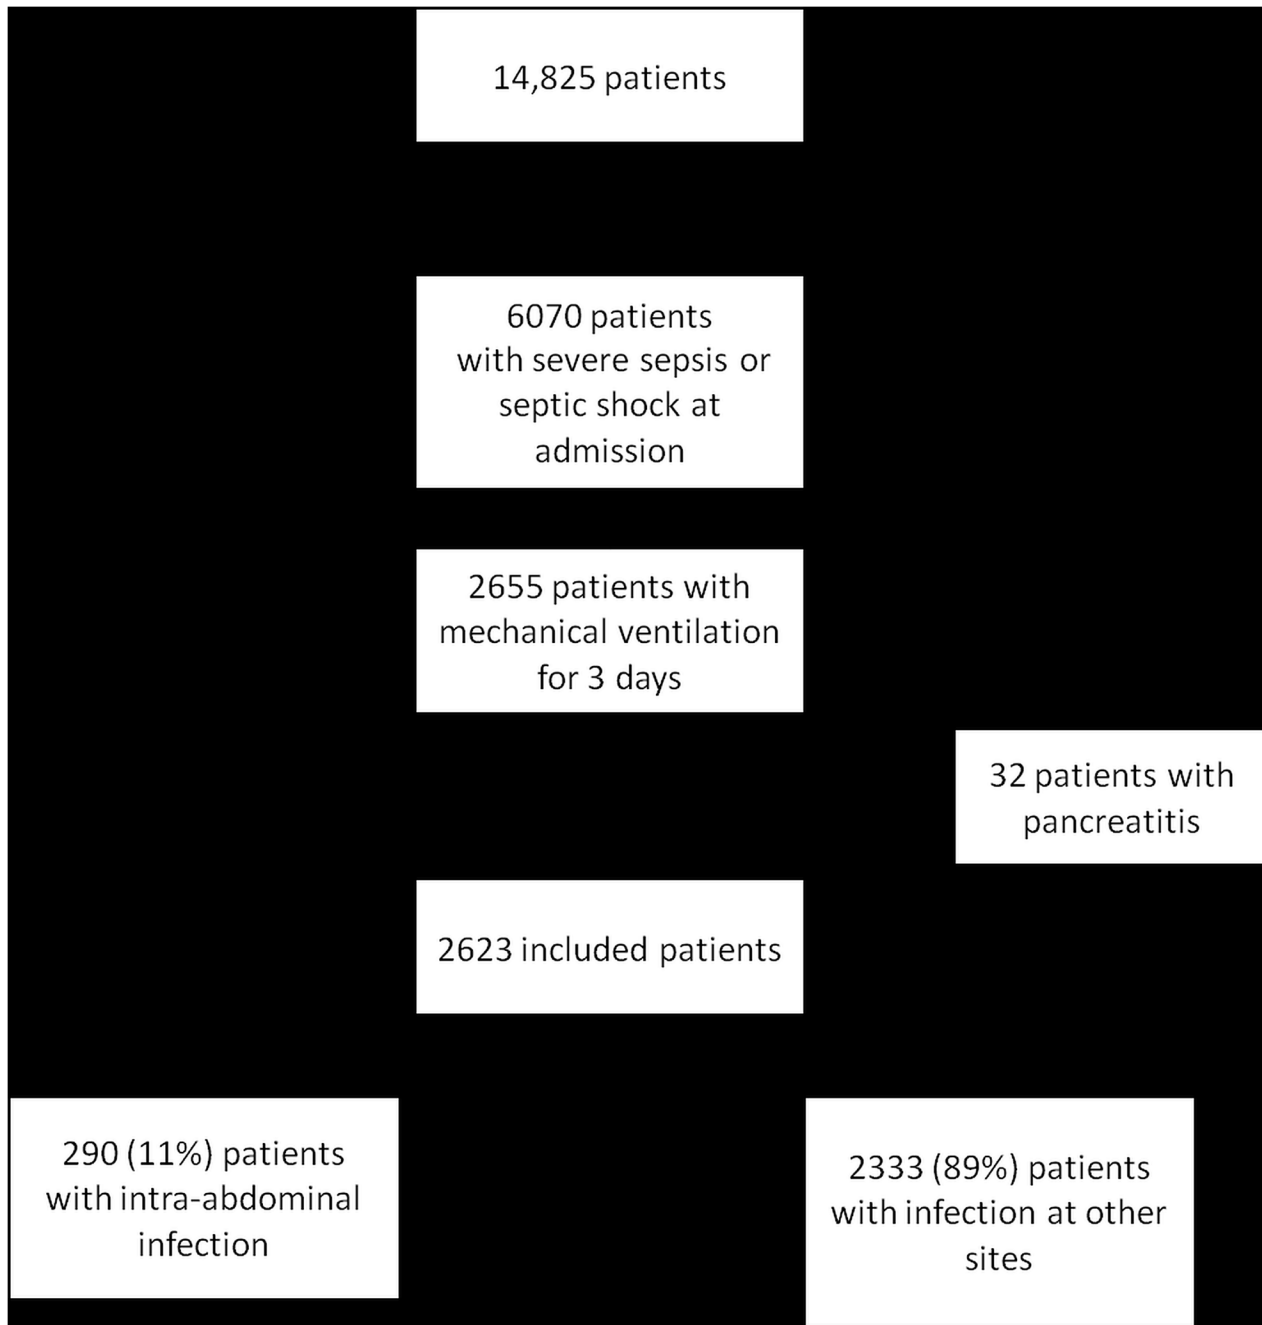 14,825 patients
6070 patients
with severe sepsis or
septic shock at
admission
2655 patients with
mechanical ventilation
for 3 days
32 patients with
pancreatitis
2623 included patients
290 (11%) patients
with intra-abdominal
infection
2333 (89%) patients
with infection at other
sites